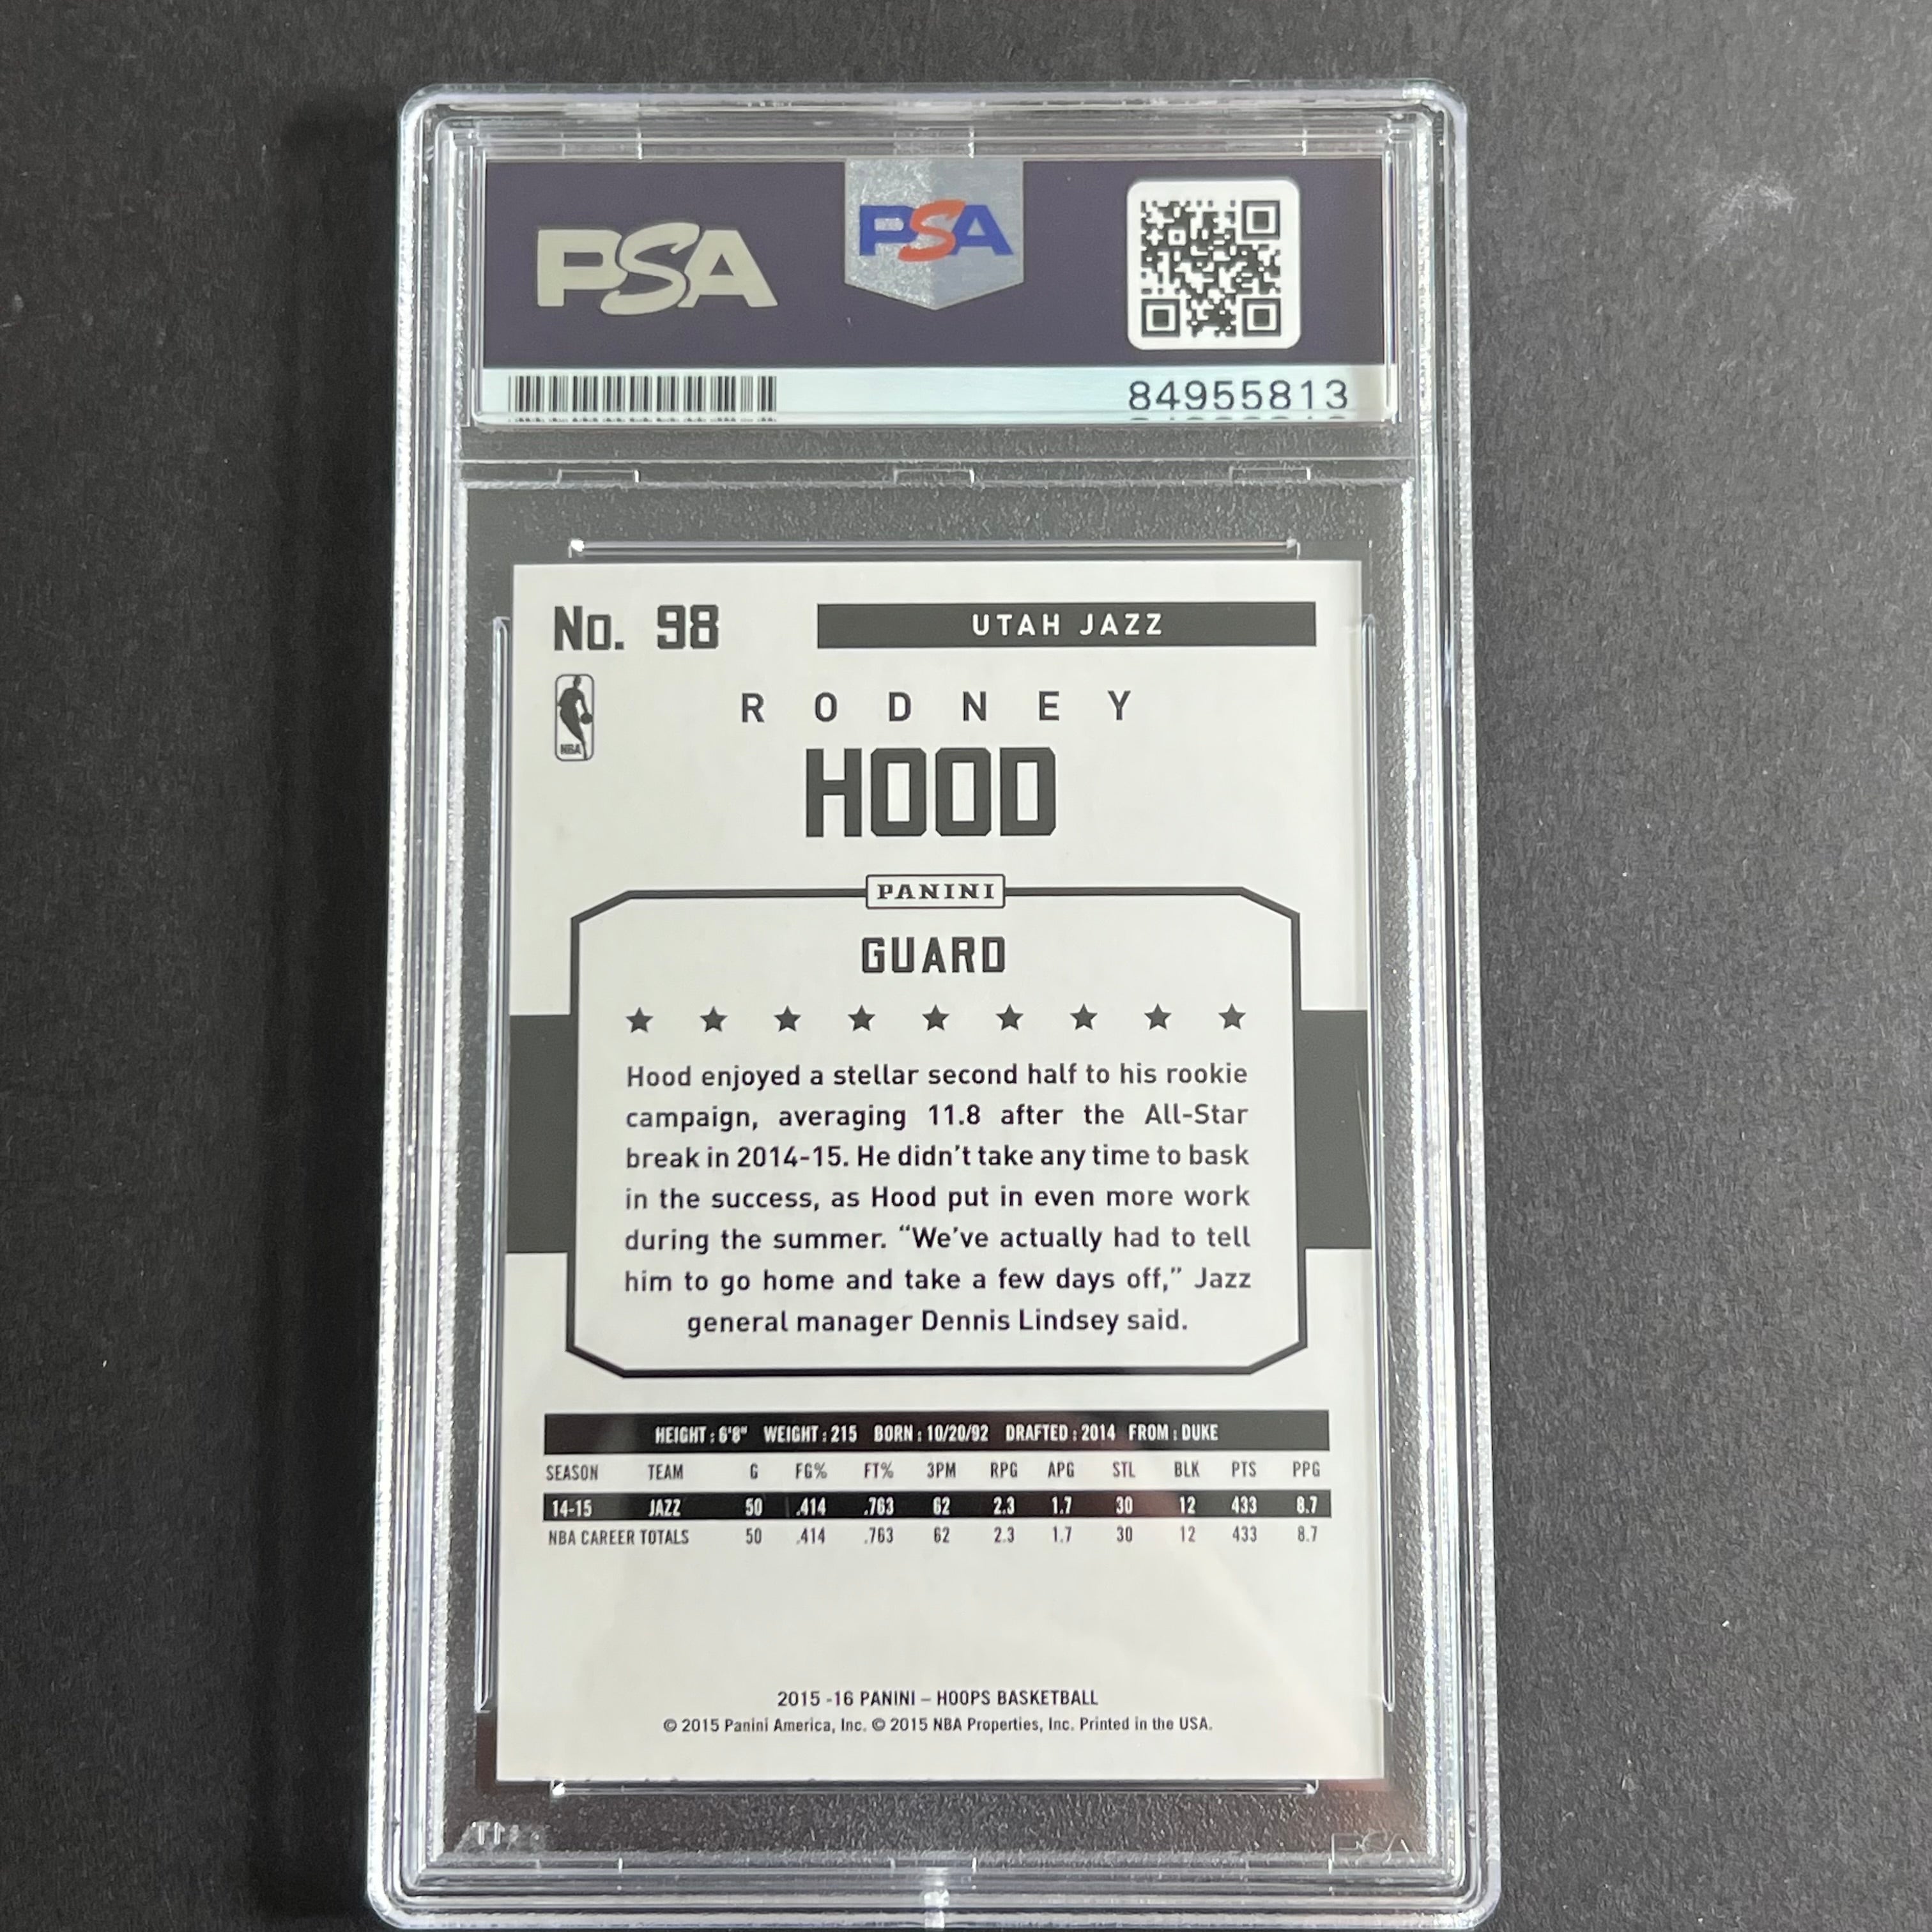 PSA
PSA
84955813
No. 98
UTAH JAZZ
NBA
RODNEY
HOOD
PANINI
GUARD
Hood enjoyed a stellar second half to his rookie
campaign, averaging 11.8 after the All-Star
break in 2014-15. He didn't take any time to bask
in the success, as Hood put in even more work
during the summer. “We've actually had to tell
him to go home and take a few days off,” Jazz
general manager Dennis Lindsey said.
HEIGHT : 6'8" WEIGHT : 215 BORN : 10/20/92 DRAFTED : 2014 FROM : DUKE
SEASON TEAM G FG% FT% 3PM RPG APG STL BLK PTS PPG
14-15 JAZZ 50 .414 .763 62 2.3 1.7 30 12 433 8.7
NBA CAREER TOTALS 50 .414 .763 62 2.3 1.7 30 12 433 8.7
2015 -16 PANINI – HOOPS BASKETBALL
© 2015 Panini America, Inc. © 2015 NBA Properties, Inc. Printed in the USA.
PSA